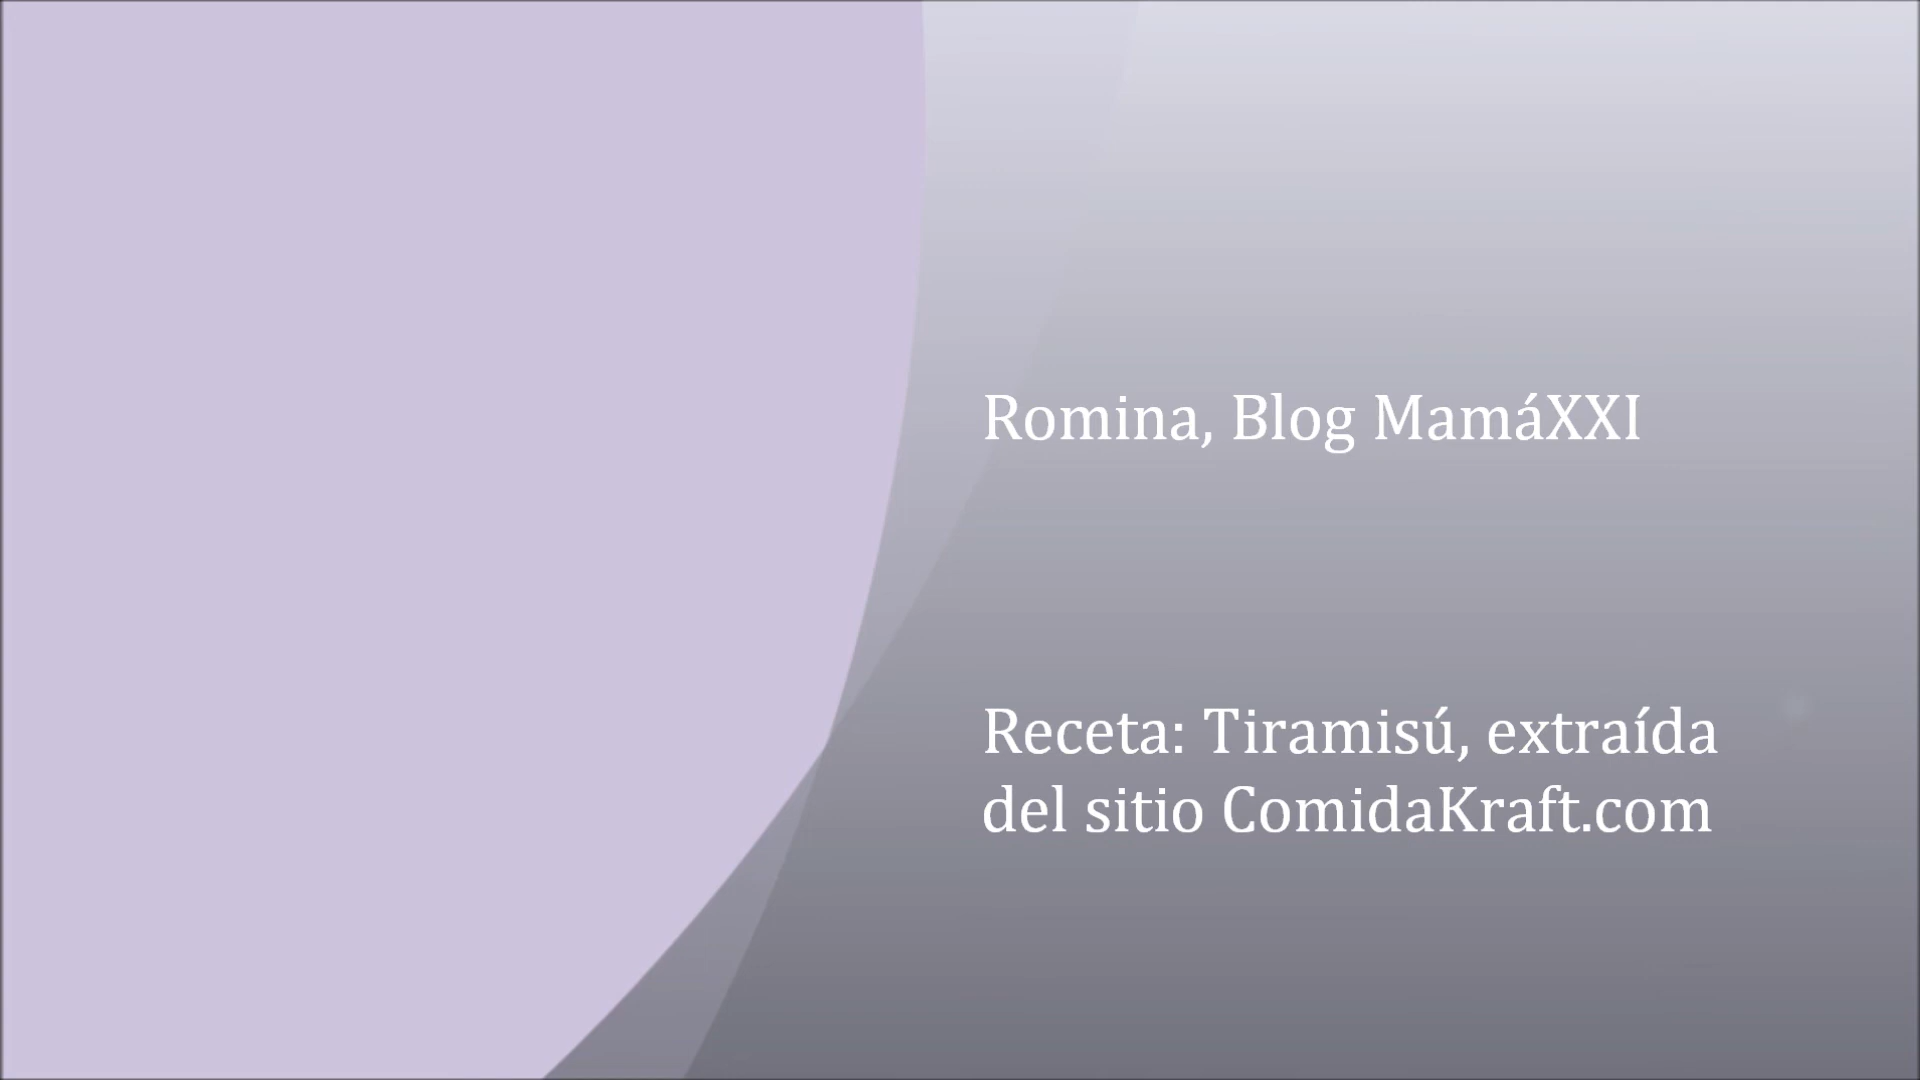 Romina, Blog MamáXXI
Receta: Tiramisú, extraída
del sitio ComidaKraft.com